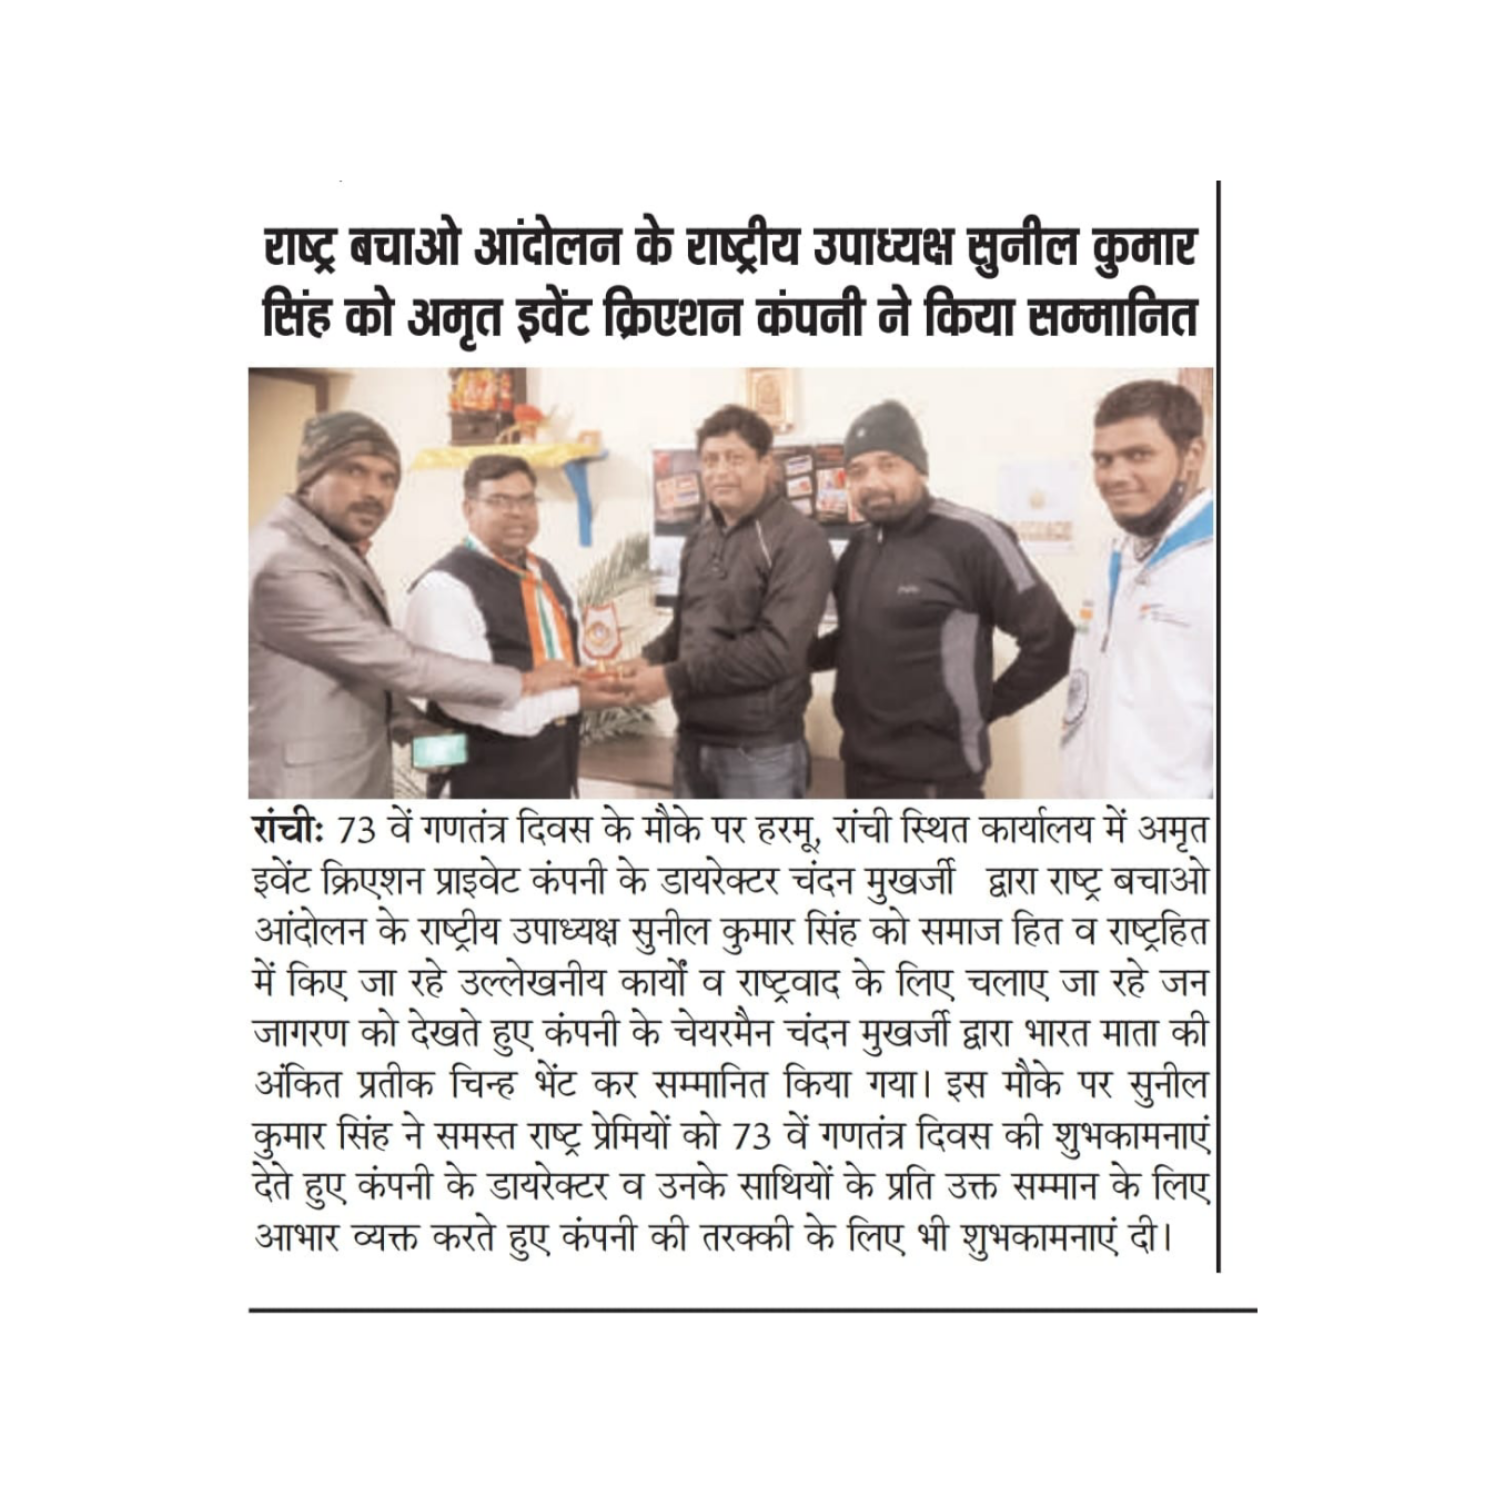 राष्ट्र बचाओ आंदोलन के राष्ट्रीय उपाध्यक्ष सुनील कुमार
सिंह को अमृत इवेंट क्रिएशन कंपनी ने किया सम्मानित
रांचीः 73 वें गणतंत्र दिवस के मौके पर हरमू, रांची स्थित कार्यालय में अमृत
इवेंट क्रिएशन प्राइवेट कंपनी के डायरेक्टर चंदन मुखर्जी द्वारा राष्ट्र बचाओ
आंदोलन के राष्ट्रीय उपाध्यक्ष सुनील कुमार सिंह को समाज हित व राष्ट्रहित
में किए जा रहे उल्लेखनीय कार्यों व राष्ट्रवाद के लिए चलाए जा रहे जन
जागरण को देखते हुए कंपनी के चेयरमैन चंदन मुखर्जी द्वारा भारत माता की
अंकित प्रतीक चिन्ह भेंट कर सम्मानित किया गया। इस मौके पर सुनील
कुमार सिंह ने समस्त राष्ट्र प्रेमियों को 73 वें गणतंत्र दिवस की शुभकामनाएं
देते हुए कंपनी के डायरेक्टर व उनके साथियों के प्रति उक्त सम्मान के लिए
आभार व्यक्त करते हुए कंपनी की तरक्की के लिए भी शुभकामनाएं दी।